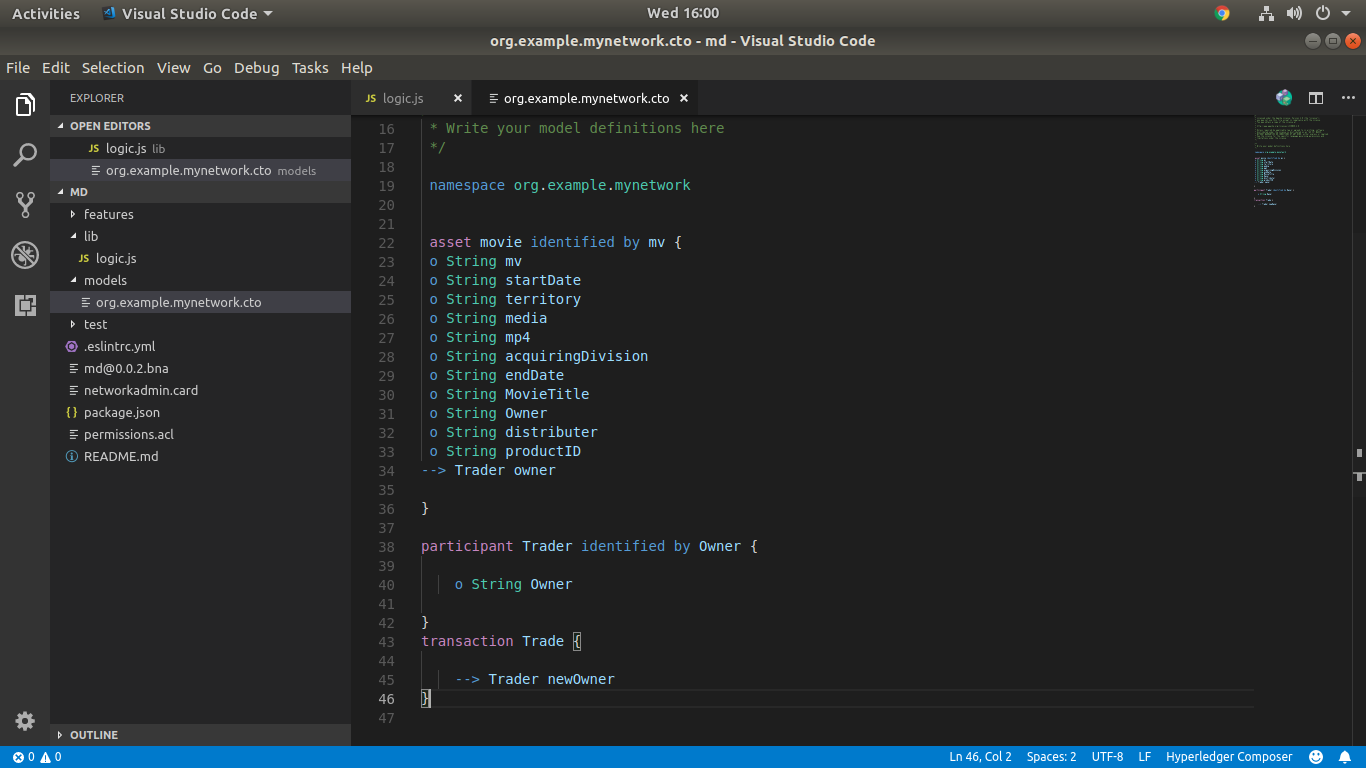 Activities Visual Studio Code Wed 16:00
org.example.mynetwork.cto - md - Visual Studio Code
File Edit Selection View Go Debug Tasks Help
EXPLORER
OPEN EDITORS
JS logic.js lib
org.example.mynetwork.cto models
MD
features
lib
JS logic.js
models
org.example.mynetwork.cto
test
.eslintrc.yml
md@0.0.2.bna
networkadmin.card
{} package.json
permissions.acl
README.md
OUTLINE
JS logic.js × org.example.mynetwork.cto ×
16 * Write your model definitions here
17 */
18
19 namespace org.example.mynetwork
20
21
22 asset movie identified by mv {
23 o String mv
24 o String startDate
25 o String territory
26 o String media
27 o String mp4
28 o String acquiringDivision
29 o String endDate
30 o String MovieTitle
31 o String Owner
32 o String distributer
33 o String productID
34 --> Trader owner
35
36 }
37
38 participant Trader identified by Owner {
39
40 o String Owner
41
42 }
43 transaction Trade {
44
45 --> Trader newOwner
46 }
47
0 0 Ln 46, Col 2 Spaces: 2 UTF-8 LF Hyperledger Composer